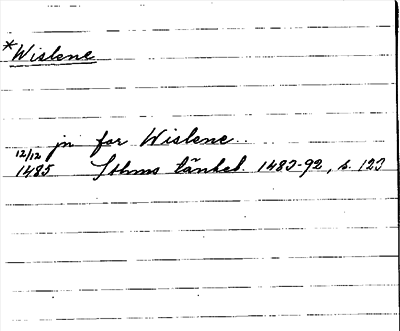 *Wislene
jn for Wislene..
12/12
1485 Sthms tänkeb. 1483-92, s. 123